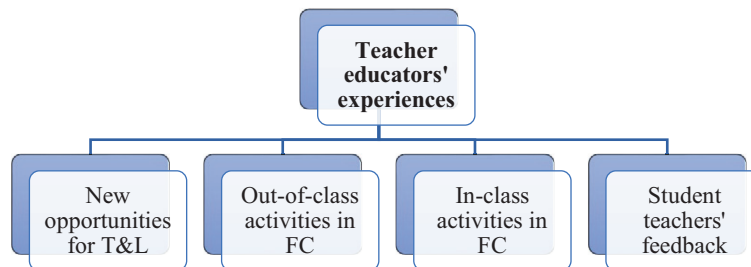 Teacher
educators'
experiences
New
opportunities
for T&L
Out-of-class
activities in
FC
In-class
activities in
FC
Student
teachers'
feedback